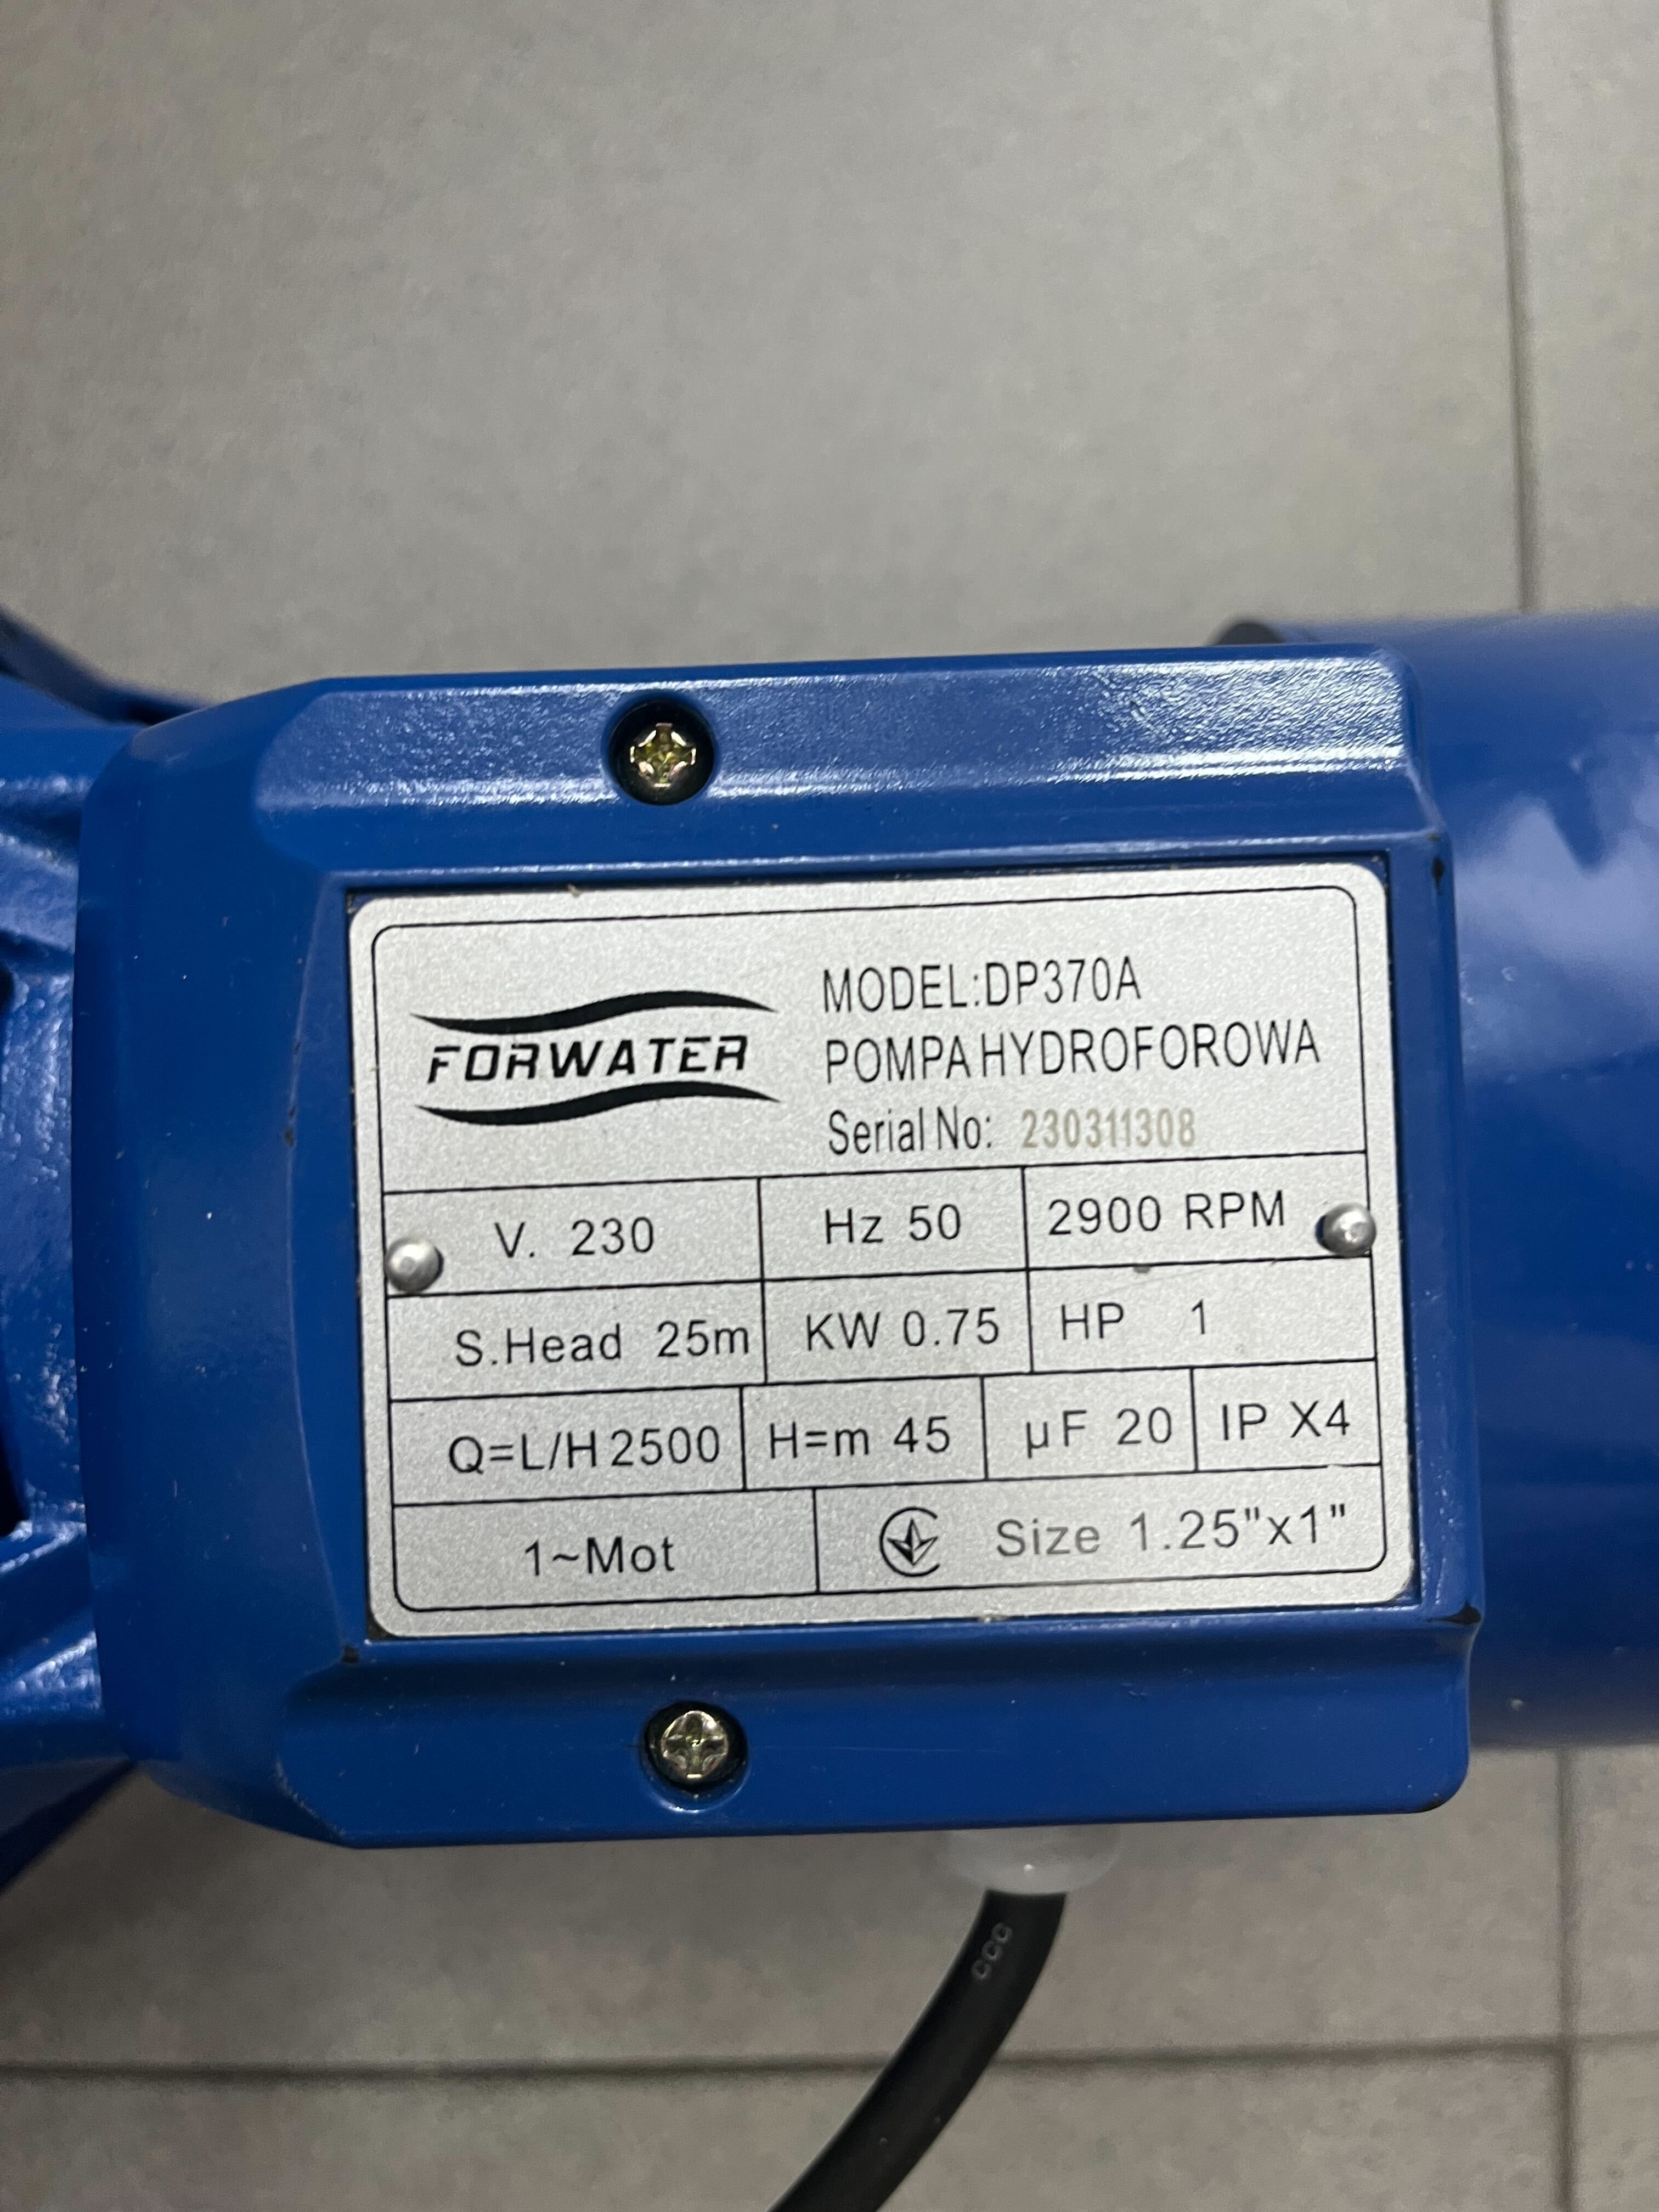 FORWATER
MODEL:DP370A
POMPA HYDROFOROWA
Serial No: 230311308
V. 230 Hz 50 2900 RPM
S.Head 25m KW 0.75 HP 1
Q=L/H 2500 H=m 45 µF 20 IP X4
1~Mot Size 1.25"x1"
CCC